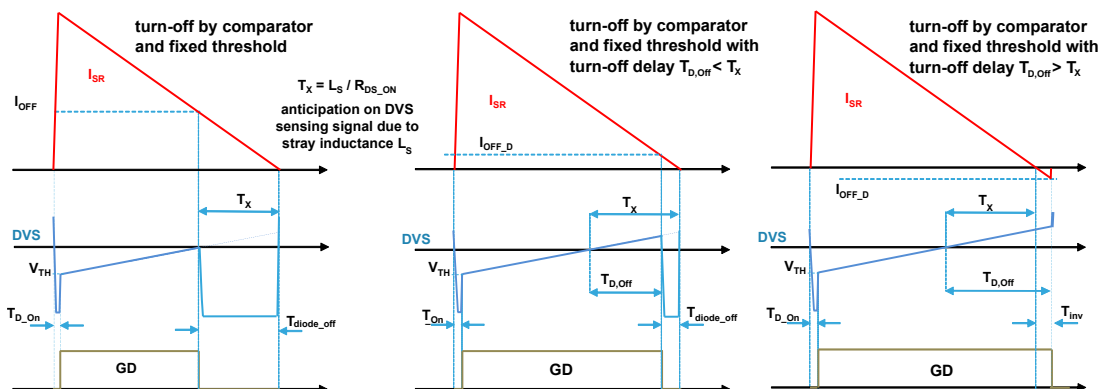 turn-off by comparator
and fixed threshold
I_SR
I_OFF
T_X = L_S / R_DS_ON
anticipation on DVS
sensing signal due to
stray inductance L_S
T_X
DVS
V_TH
T_D_On
T_diode_off
GD
turn-off by comparator
and fixed threshold with
turn-off delay T_D,Off < T_X
I_SR
I_OFF_D
T_X
DVS
V_TH
T_D,Off
T_On
T_diode_off
GD
turn-off by comparator
and fixed threshold with
turn-off delay T_D,Off > T_X
I_SR
I_OFF_D
T_X
DVS
V_TH
T_D,Off
T_D_On
T_inv
GD